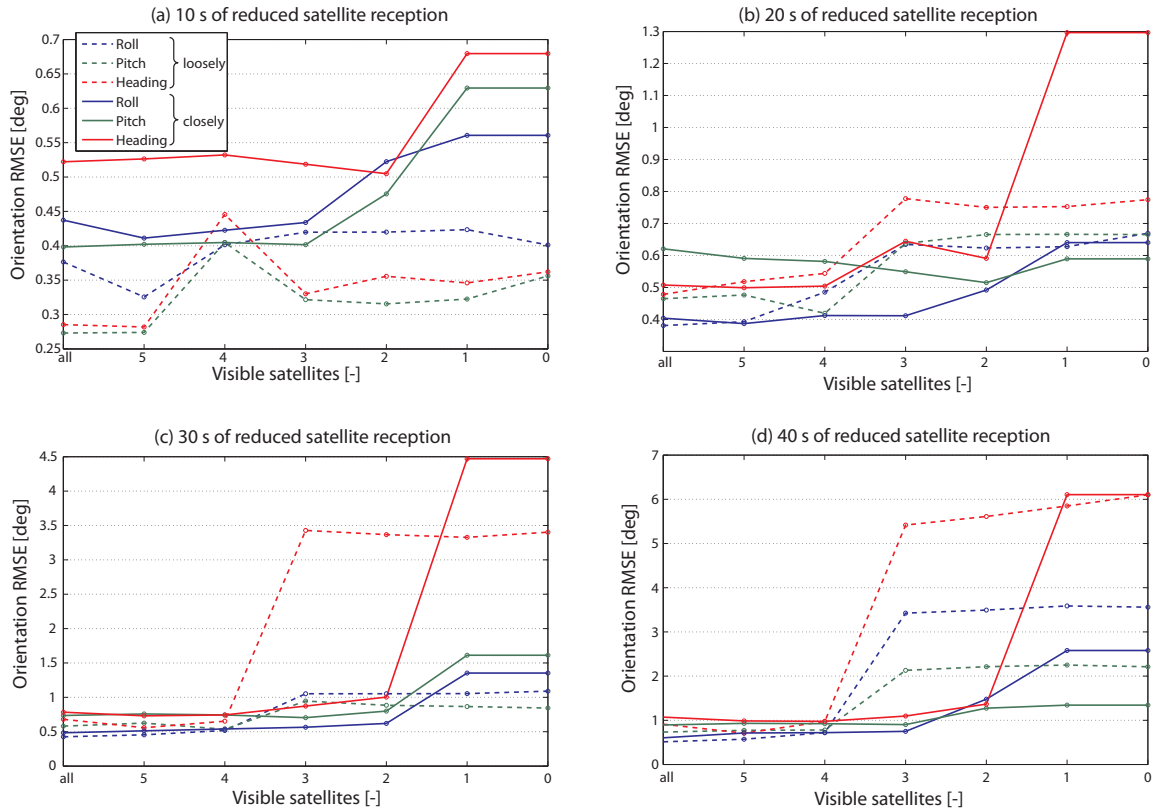 (a) 10 s of reduced satellite reception
Orientation RMSE [deg]
0.7
0.65
0.6
0.55
0.5
0.45
0.4
0.35
0.3
0.25
Roll
Pitch
Heading
loosely
Roll
Pitch
Heading
closely
all 5 4 3 2 1 0
Visible satellites [-]
(b) 20 s of reduced satellite reception
Orientation RMSE [deg]
1.3
1.2
1.1
1
0.9
0.8
0.7
0.6
0.5
0.4
all 5 4 3 2 1 0
Visible satellites [-]
(c) 30 s of reduced satellite reception
Orientation RMSE [deg]
4.5
4
3.5
3
2.5
2
1.5
1
0.5
0
all 5 4 3 2 1 0
Visible satellites [-]
(d) 40 s of reduced satellite reception
Orientation RMSE [deg]
7
6
5
4
3
2
1
0
all 5 4 3 2 1 0
Visible satellites [-]